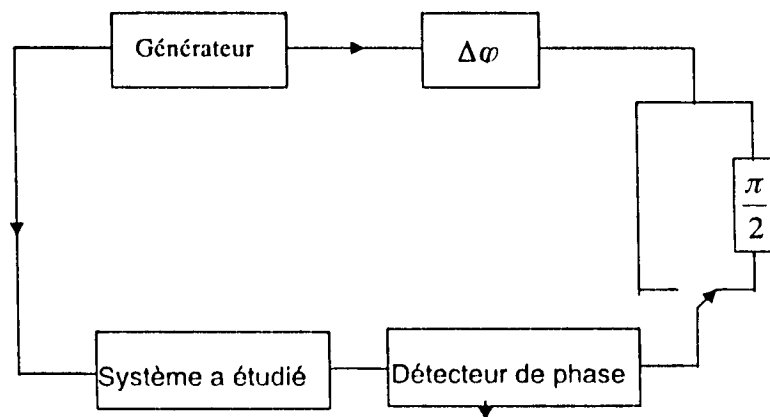 Générateur
Δφ
π
2
Système a étudié
Détecteur de phase